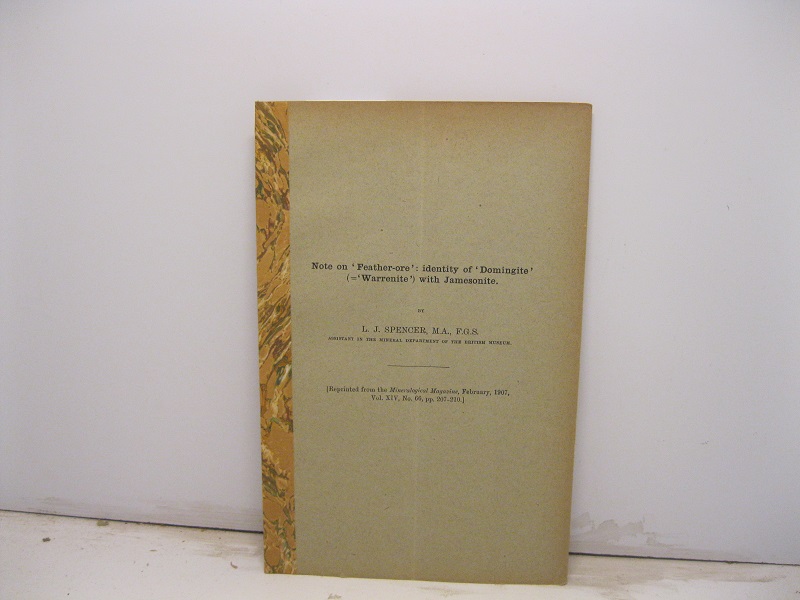 Note on 'Feather-ore': identity of 'Domingite'
(='Warrenite') with Jamesonite.
BY
L. J. SPENCER, M.A., F.G.S.
ASSISTANT IN THE MINERAL DEPARTMENT OF THE BRITISH MUSEUM.
[Reprinted from the Mineralogical Magazine, February, 1907,
Vol. XIV, No. 66, pp. 207-210.]